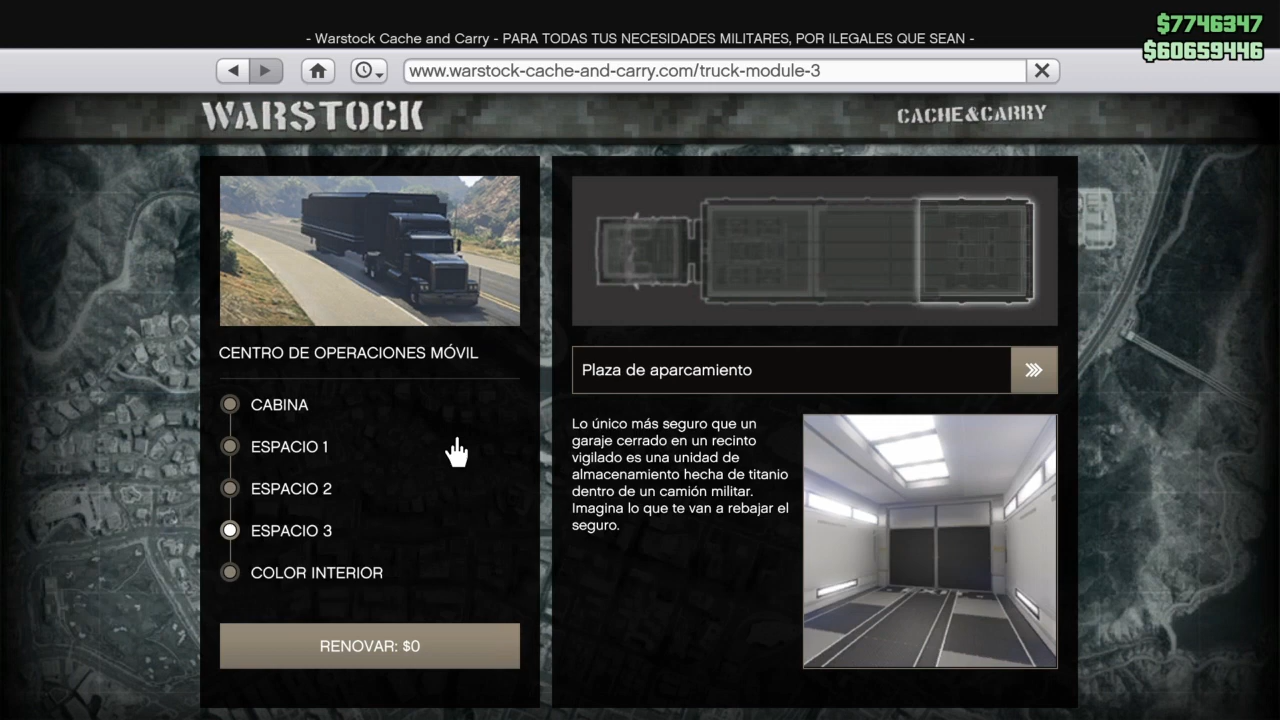 $7746347
- Warstock Cache and Carry - PARA TODAS TUS NECESIDADES MILITARES, POR ILEGALES QUE SEAN -
$60659446
www.warstock-cache-and-carry.com/truck-module-3
WARSTOCK
CACHE&CARRY
CENTRO DE OPERACIONES MÓVIL
CABINA
ESPACIO 1
ESPACIO 2
ESPACIO 3
COLOR INTERIOR
RENOVAR: $0
Plaza de aparcamiento
Lo único más seguro que un
garaje cerrado en un recinto
vigilado es una unidad de
almacenamiento hecha de titanio
dentro de un camión militar.
Imagina lo que te van a rebajar el
seguro.